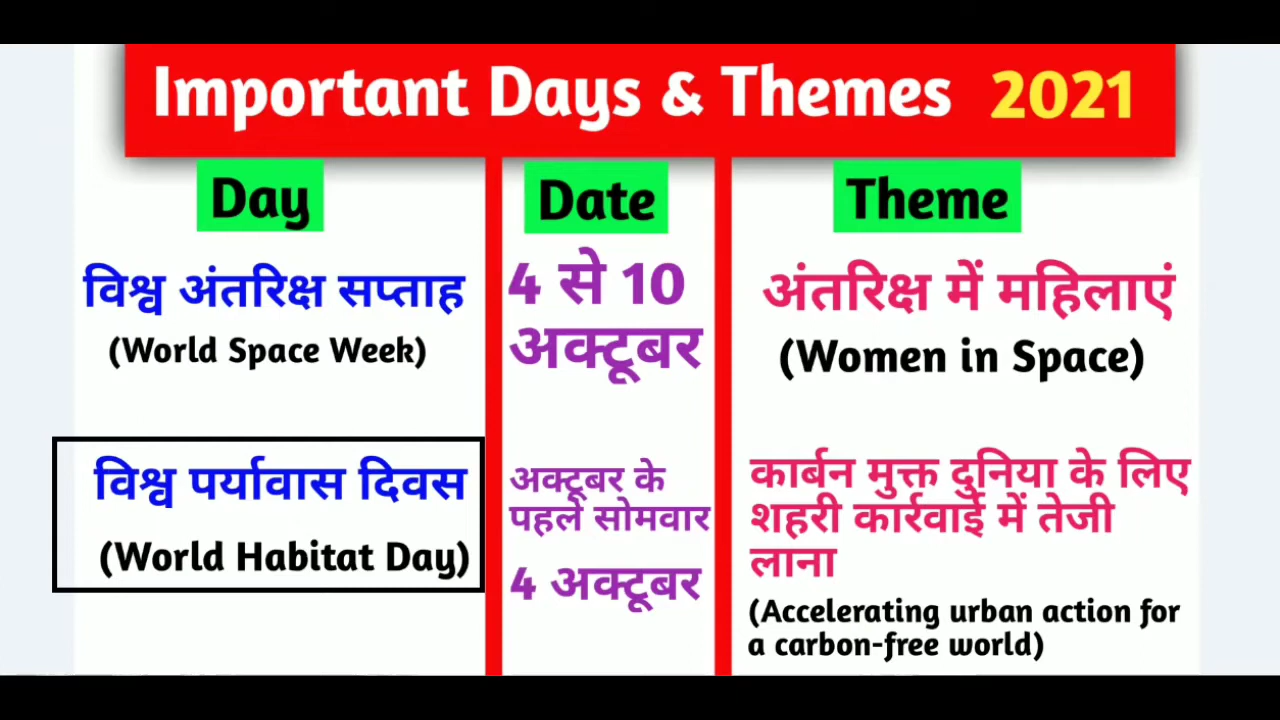 Important Days & Themes 2021
Day
Date
Theme
विश्व अंतरिक्ष सप्ताह
(World Space Week)
4 से 10
अक्टूबर
अंतरिक्ष में महिलाएं
(Women in Space)
विश्व पर्यावास दिवस
(World Habitat Day)
अक्टूबर के
पहले सोमवार
4 अक्टूबर
कार्बन मुक्त दुनिया के लिए
शहरी कार्रवाई में तेजी
लाना
(Accelerating urban action for
a carbon-free world)